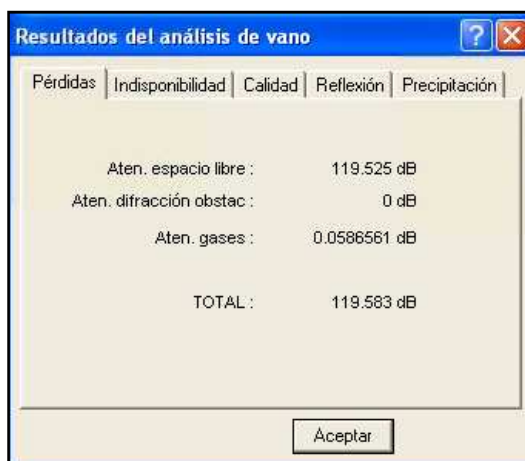 Resultados del análisis de vano
Pérdidas Indisponibilidad Calidad Reflexión Precipitación
Aten. espacio libre : 119.525 dB
Aten. difracción obstac : 0 dB
Aten. gases : 0.0586561 dB
TOTAL : 119.583 dB
Aceptar